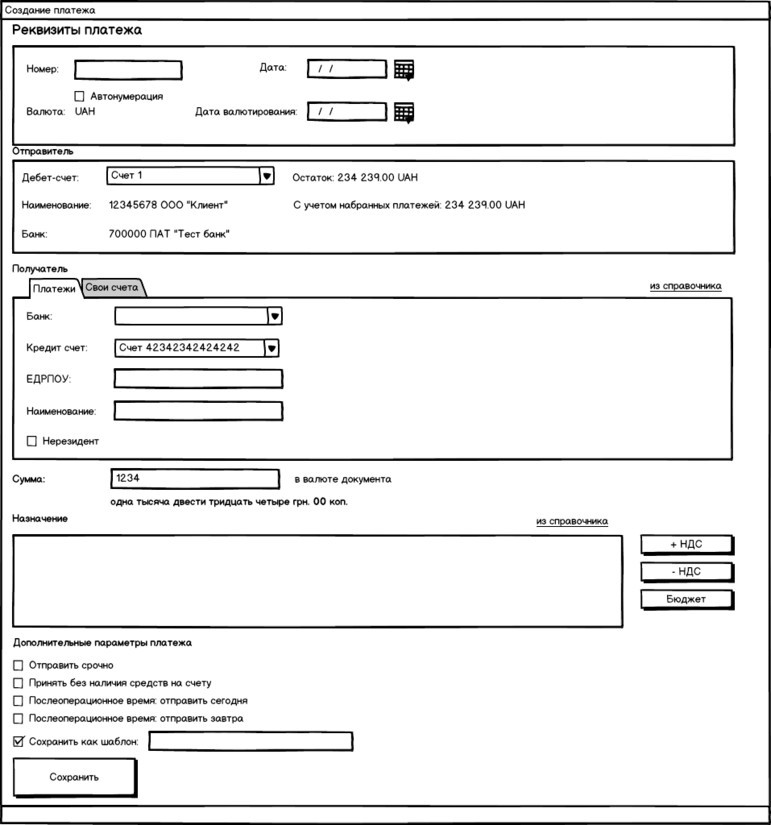 Создание платежа
Реквизиты платежа
Номер: Дата: / /
Автонумерация
Валюта: UAH Дата валютирования: / /
Отправитель
Дебет-счет: Счет 1 Остаток: 234 239.00 UAH
Наименование: 12345678 ООО "Клиент" С учетом набранных платежей: 234 239.00 UAH
Банк: 700000 ПАТ "Тест банк"
Получатель
Платежи Свои счета из справочника
Банк:
Кредит счет: Счет 42342342424242
ЕДРПОУ:
Наименование:
Нерезидент
Сумма: 1234 в валюте документа
одна тысяча двести тридцать четыре грн. 00 коп.
Назначение из справочника
+ НДС
- НДС
Бюджет
Дополнительные параметры платежа
Отправить срочно
Принять без наличия средств на счету
Послеоперационное время: отправить сегодня
Послеоперационное время: отправить завтра
Сохранить как шаблон:
Сохранить